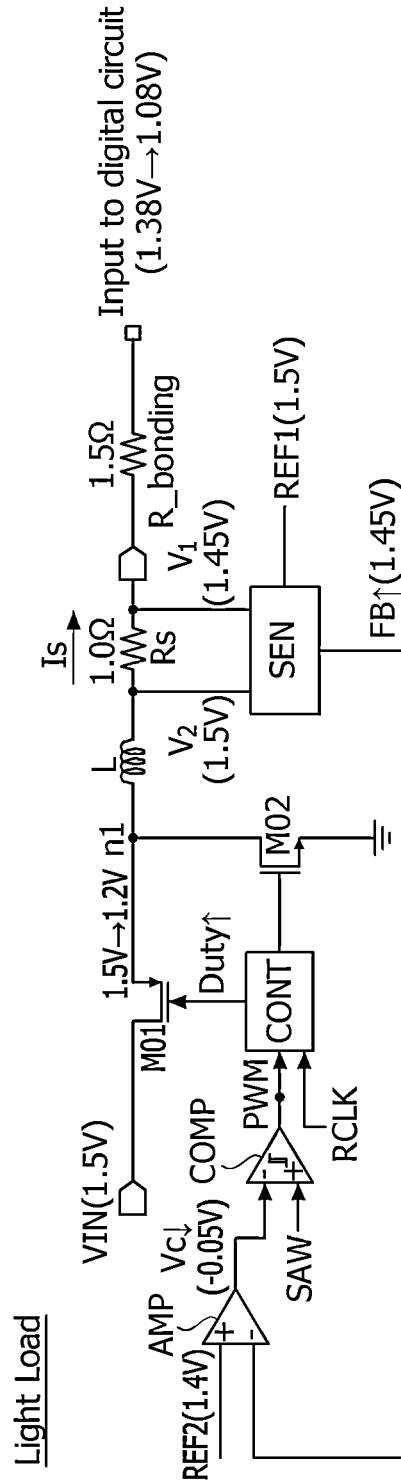 Light Load
VIN(1.5V)
M01
1.5V→1.2V
n1
L
Is
1.0Ω
Rs
1.5Ω
R_bonding
Input to digital circuit
(1.38V→1.08V)
V2
(1.5V)
V1
(1.45V)
SEN
REF1(1.5V)
FB↑(1.45V)
M02
Duty↑
CONT
PWM
RCLK
COMP
-
+
SAW
Vc↓
(-0.05V)
AMP
+
-
REF2(1.4V)